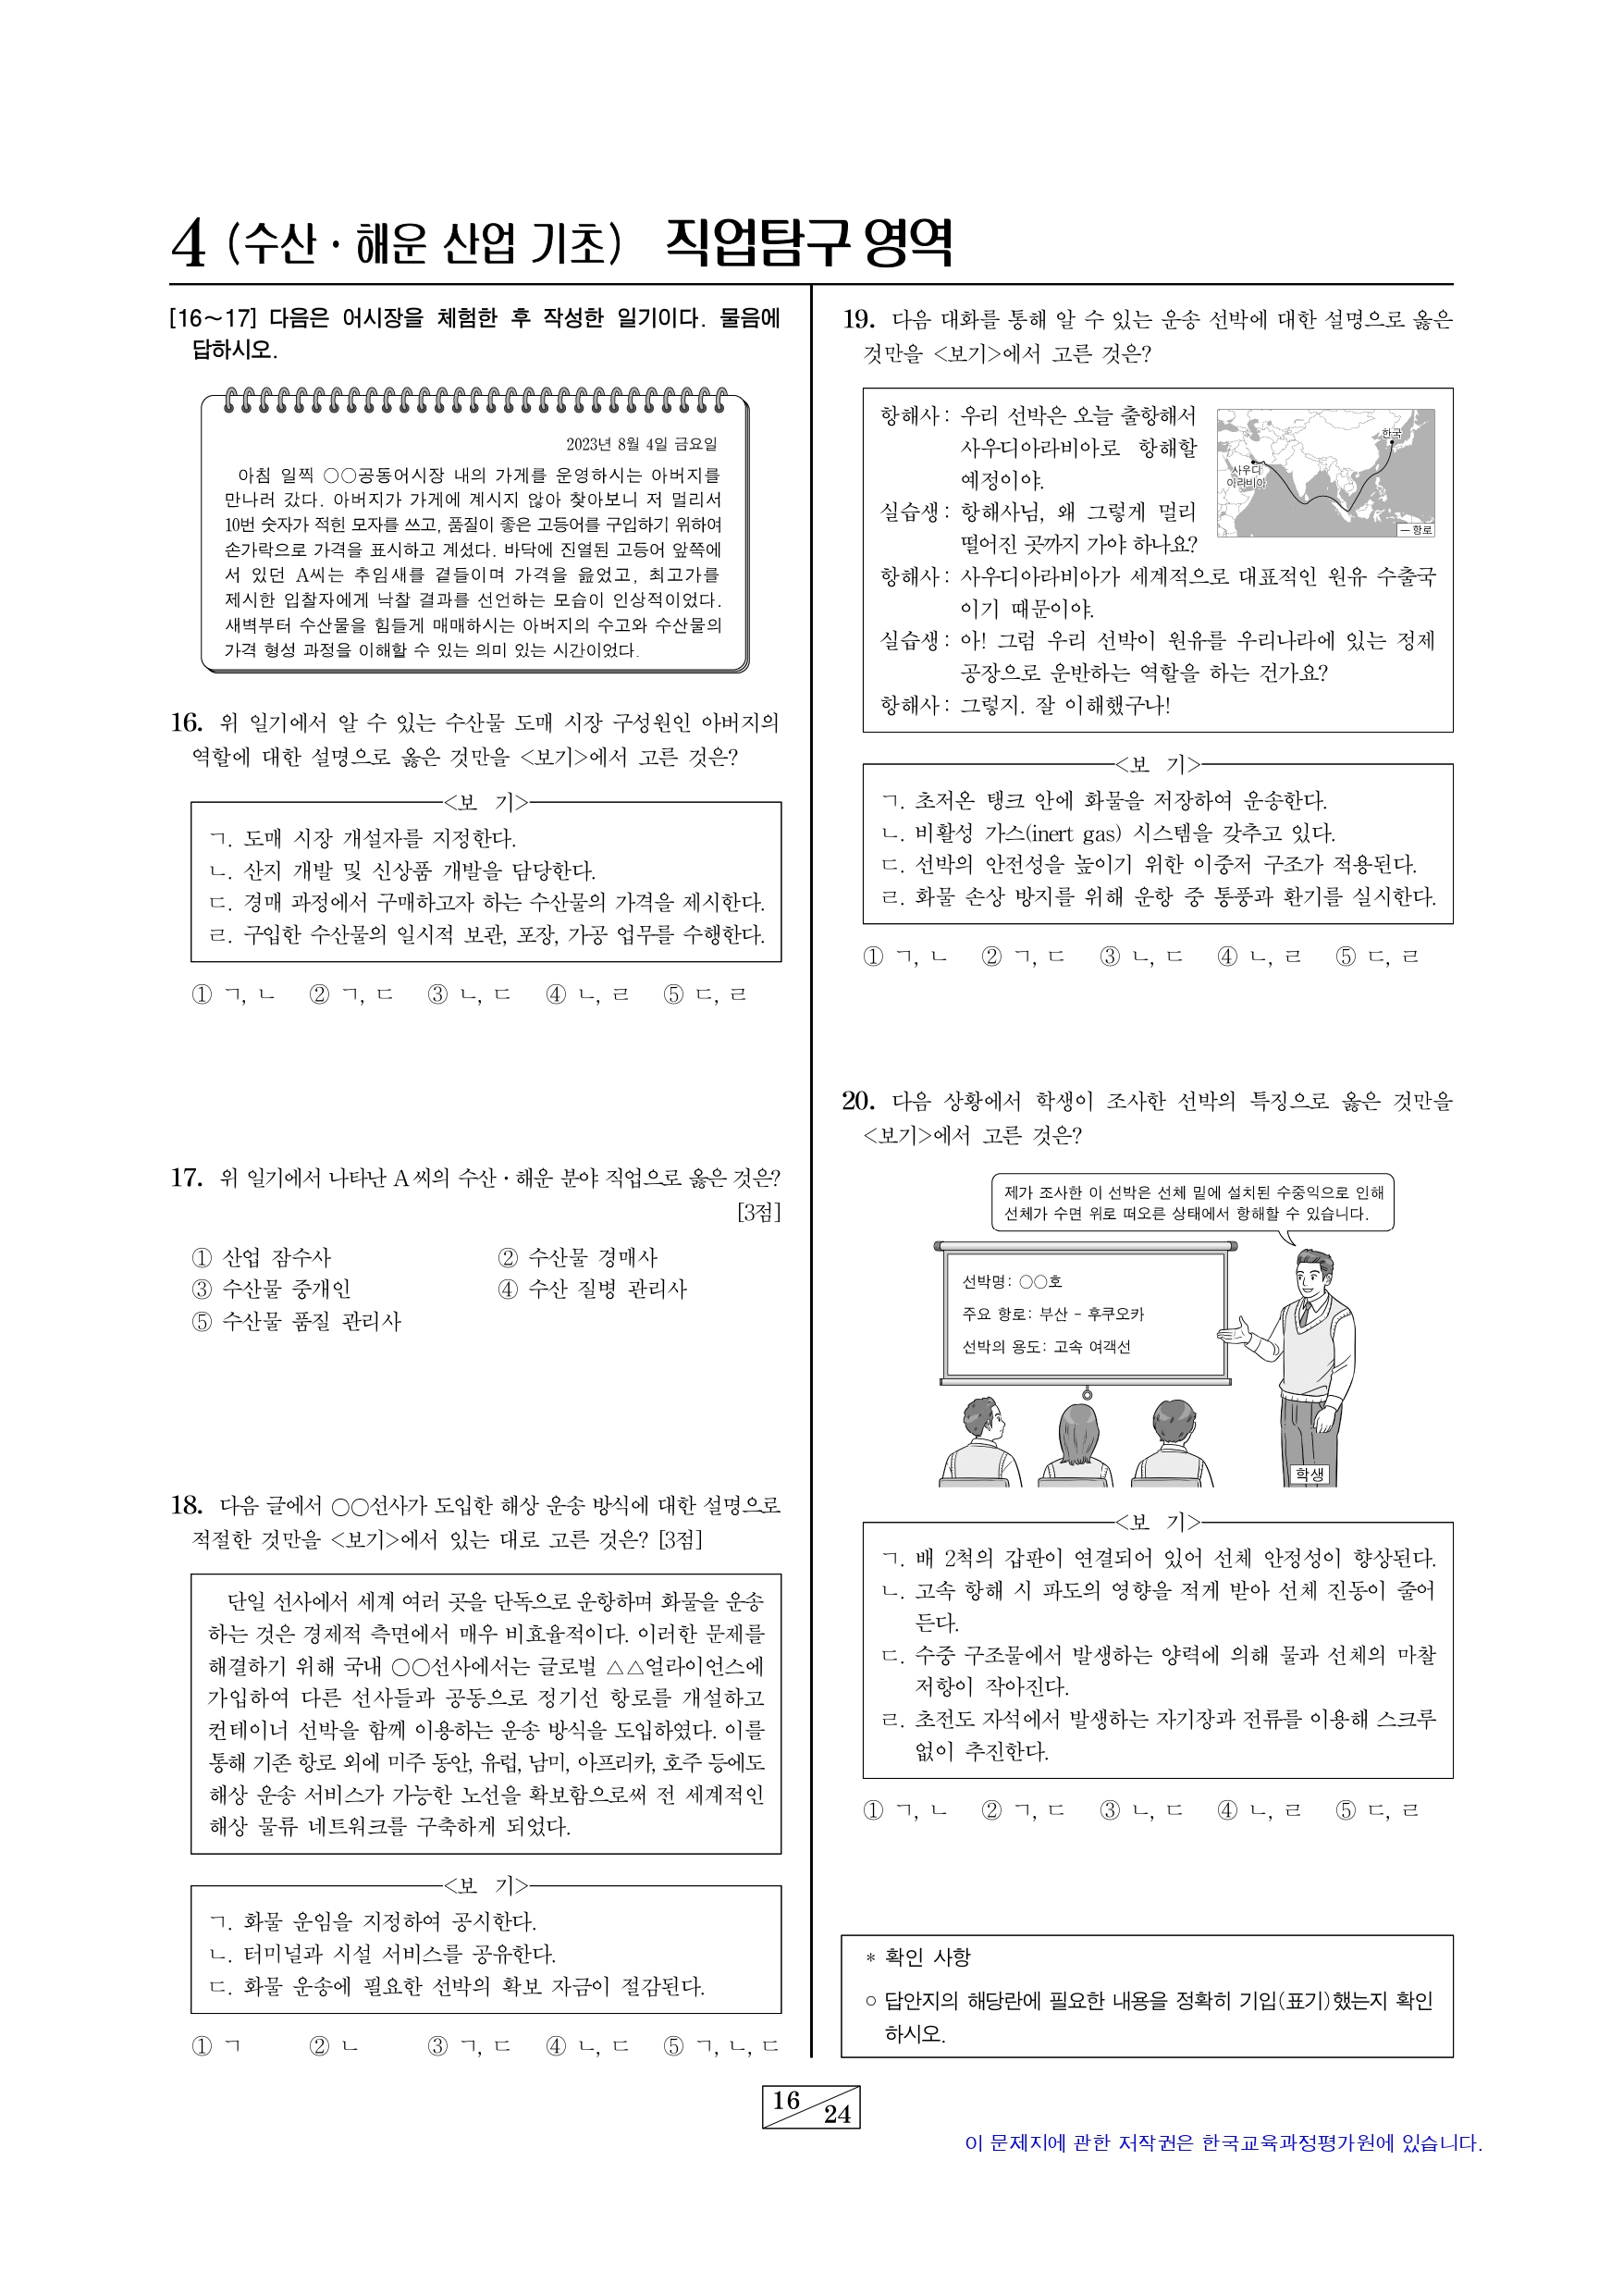 4 (수산·해운 산업 기초) 직업탐구 영역
[16～17] 다음은 어시장을 체험한 후 작성한 일기이다. 물음에
답하시오.
2023년 8월 4일 금요일
아침 일찍 ○○공동어시장 내의 가게를 운영하시는 아버지를
만나러 갔다. 아버지가 가게에 계시지 않아 찾아보니 저 멀리서
10번 숫자가 적힌 모자를 쓰고, 품질이 좋은 고등어를 구입하기 위하여
손가락으로 가격을 표시하고 계셨다. 바닥에 진열된 고등어 앞쪽에
서 있던 A씨는 추임새를 곁들이며 가격을 읊었고, 최고가를
제시한 입찰자에게 낙찰 결과를 선언하는 모습이 인상적이었다.
새벽부터 수산물을 힘들게 매매하시는 아버지의 수고와 수산물의
가격 형성 과정을 이해할 수 있는 의미 있는 시간이었다.
16. 위 일기에서 알 수 있는 수산물 도매 시장 구성원인 아버지의
역할에 대한 설명으로 옳은 것만을 <보기>에서 고른 것은?
<보 기>
ㄱ. 도매 시장 개설자를 지정한다.
ㄴ. 산지 개발 및 신상품 개발을 담당한다.
ㄷ. 경매 과정에서 구매하고자 하는 수산물의 가격을 제시한다.
ㄹ. 구입한 수산물의 일시적 보관, 포장, 가공 업무를 수행한다.
① ㄱ, ㄴ ② ㄱ, ㄷ ③ ㄴ, ㄷ ④ ㄴ, ㄹ ⑤ ㄷ, ㄹ
17. 위 일기에서 나타난 A 씨의 수산·해운 분야 직업으로 옳은 것은?
[3점]
① 산업 잠수사 ② 수산물 경매사
③ 수산물 중개인 ④ 수산 질병 관리사
⑤ 수산물 품질 관리사
18. 다음 글에서 ○○선사가 도입한 해상 운송 방식에 대한 설명으로
적절한 것만을 <보기>에서 있는 대로 고른 것은? [3점]
단일 선사에서 세계 여러 곳을 단독으로 운항하며 화물을 운송
하는 것은 경제적 측면에서 매우 비효율적이다. 이러한 문제를
해결하기 위해 국내 ○○선사에서는 글로벌 △△얼라이언스에
가입하여 다른 선사들과 공동으로 정기선 항로를 개설하고
컨테이너 선박을 함께 이용하는 운송 방식을 도입하였다. 이를
통해 기존 항로 외에 미주 동안, 유럽, 남미, 아프리카, 호주 등에도
해상 운송 서비스가 가능한 노선을 확보함으로써 전 세계적인
해상 물류 네트워크를 구축하게 되었다.
<보 기>
ㄱ. 화물 운임을 지정하여 공시한다.
ㄴ. 터미널과 시설 서비스를 공유한다.
ㄷ. 화물 운송에 필요한 선박의 확보 자금이 절감된다.
① ㄱ ② ㄴ ③ ㄱ, ㄷ ④ ㄴ, ㄷ ⑤ ㄱ, ㄴ, ㄷ
19. 다음 대화를 통해 알 수 있는 운송 선박에 대한 설명으로 옳은
것만을 <보기>에서 고른 것은?
항해사: 우리 선박은 오늘 출항해서
사우디아라비아로 항해할
예정이야.
실습생: 항해사님, 왜 그렇게 멀리
떨어진 곳까지 가야 하나요?
한국
사우디
아라비아
─ 항로
항해사: 사우디아라비아가 세계적으로 대표적인 원유 수출국
이기 때문이야.
실습생: 아! 그럼 우리 선박이 원유를 우리나라에 있는 정제
공장으로 운반하는 역할을 하는 건가요?
항해사: 그렇지. 잘 이해했구나!
<보 기>
ㄱ. 초저온 탱크 안에 화물을 저장하여 운송한다.
ㄴ. 비활성 가스(inert gas) 시스템을 갖추고 있다.
ㄷ. 선박의 안전성을 높이기 위한 이중저 구조가 적용된다.
ㄹ. 화물 손상 방지를 위해 운항 중 통풍과 환기를 실시한다.
① ㄱ, ㄴ ② ㄱ, ㄷ ③ ㄴ, ㄷ ④ ㄴ, ㄹ ⑤ ㄷ, ㄹ
20. 다음 상황에서 학생이 조사한 선박의 특징으로 옳은 것만을
<보기>에서 고른 것은?
제가 조사한 이 선박은 선체 밑에 설치된 수중익으로 인해
선체가 수면 위로 떠오른 상태에서 항해할 수 있습니다.
선박명: ○○호
주요 항로: 부산 - 후쿠오카
선박의 용도: 고속 여객선
학생
<보 기>
ㄱ. 배 2척의 갑판이 연결되어 있어 선체 안정성이 향상된다.
ㄴ. 고속 항해 시 파도의 영향을 적게 받아 선체 진동이 줄어
든다.
ㄷ. 수중 구조물에서 발생하는 양력에 의해 물과 선체의 마찰
저항이 작아진다.
ㄹ. 초전도 자석에서 발생하는 자기장과 전류를 이용해 스크루
없이 추진한다.
① ㄱ, ㄴ ② ㄱ, ㄷ ③ ㄴ, ㄷ ④ ㄴ, ㄹ ⑤ ㄷ, ㄹ
* 확인 사항
○ 답안지의 해당란에 필요한 내용을 정확히 기입(표기)했는지 확인
하시오.
16 24
이 문제지에 관한 저작권은 한국교육과정평가원에 있습니다.